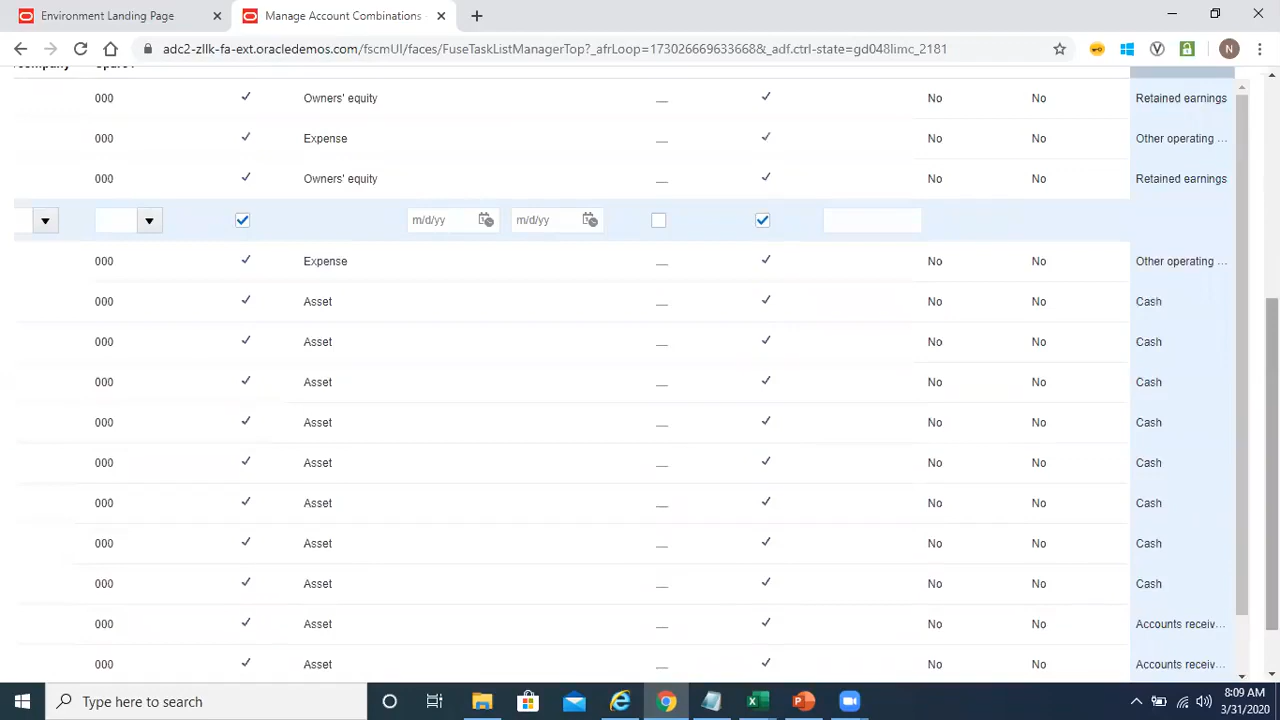 Environment Landing Page
Manage Account Combinations -
adc2-zllk-fa-ext.oracledemos.com/fscmUI/faces/FuseTaskListManagerTop?_afrLoop=173026669653668&_adf.ctrl-state=gd048limc_2181
N
000 Owners' equity No No Retained earnings
000 Expense No No Other operating ...
000 Owners' equity No No Retained earnings
m/d/yy m/d/yy
000 Expense No No Other operating ...
000 Asset No No Cash
000 Asset No No Cash
000 Asset No No Cash
000 Asset No No Cash
000 Asset No No Cash
000 Asset No No Cash
000 Asset No No Cash
000 Asset No No Cash
000 Asset No No Accounts receiv...
000 Asset No No Accounts receiv...
Type here to search
8:09 AM
3/31/2020